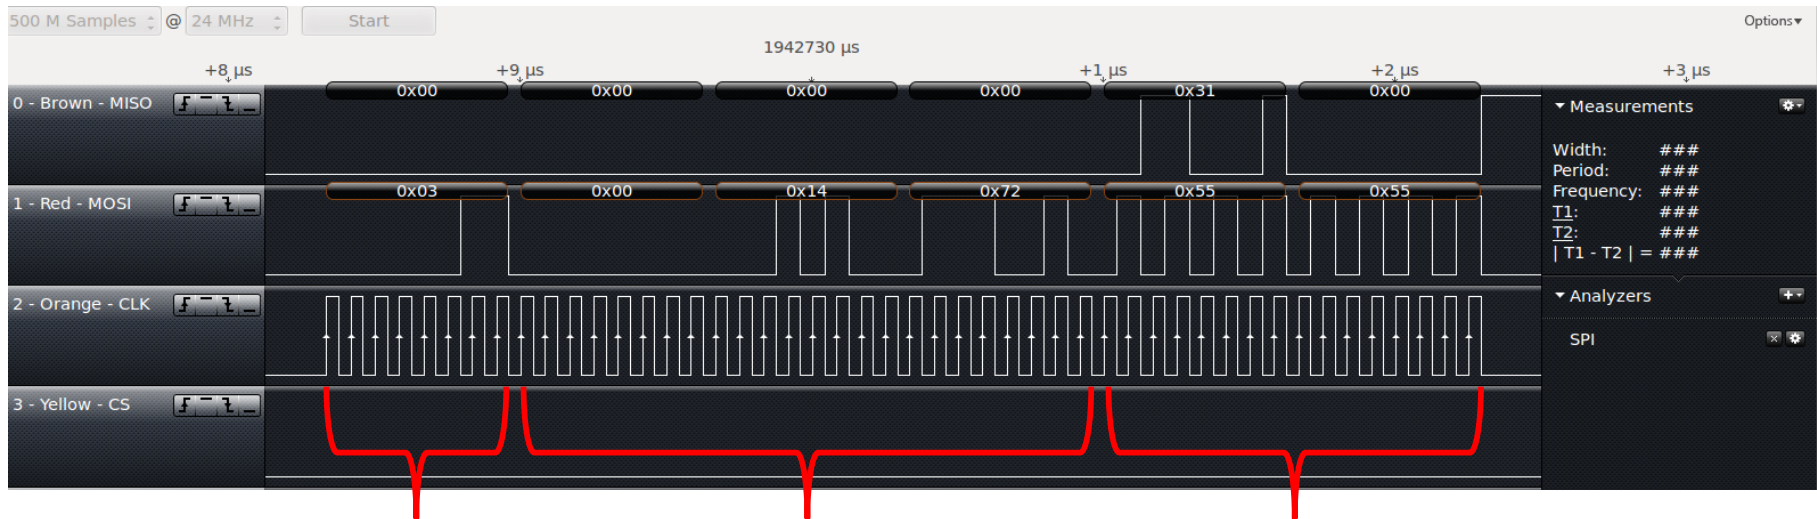 500 M Samples @ 24 MHz Start Options▾
1942730 µs
+8 µs +9 µs +1 µs +2 µs +3 µs
0 - Brown - MISO 0x00 0x00 0x00 0x00 0x31 0x00
1 - Red - MOSI 0x03 0x00 0x14 0x72 0x55 0x55
2 - Orange - CLK
3 - Yellow - CS
Measurements
Width: ###
Period: ###
Frequency: ###
T1: ###
T2: ###
| T1 - T2 | = ###
Analyzers
SPI